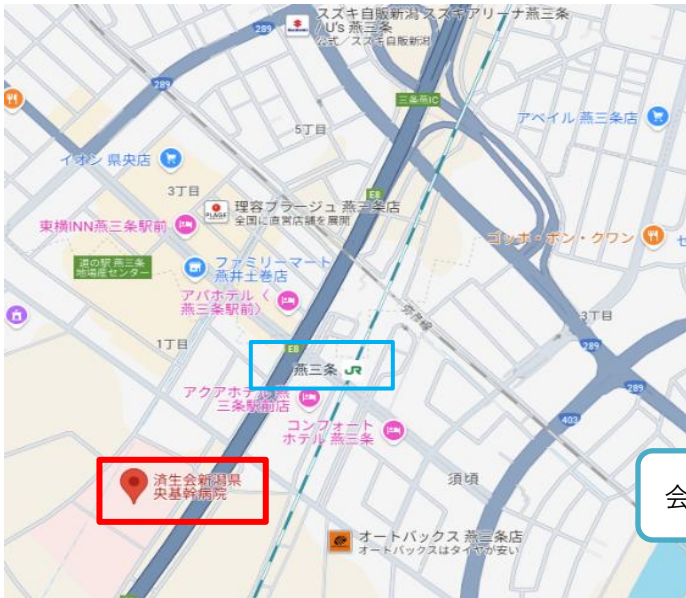 スズキ自販新潟 スズキアリーナ燕三条
/U's 燕三条
公式/スズキ自販新潟
289
三条燕IC
アベイル 燕三条店
289
5丁目
イオン 県央店
3丁目
E8
PLAGE
理容プラージュ 燕三条店
全国に直営店舗を展開
東横INN燕三条駅前
ゴッホ・ボン・クワン
セ
道の駅 燕三条
地場産センター
ファミリーマート
燕井土巻店
アパホテル〈
燕三条駅前〉
弥彦線
3丁目
1丁目
E8
289
燕三条 JR
アクアホテル 燕
三条駅前店
289
403
コンフォート
ホテル 燕三条
済生会新潟県
央基幹病院
須頃
会
オートバックス 燕三条店
オートバックスはタイヤが安い